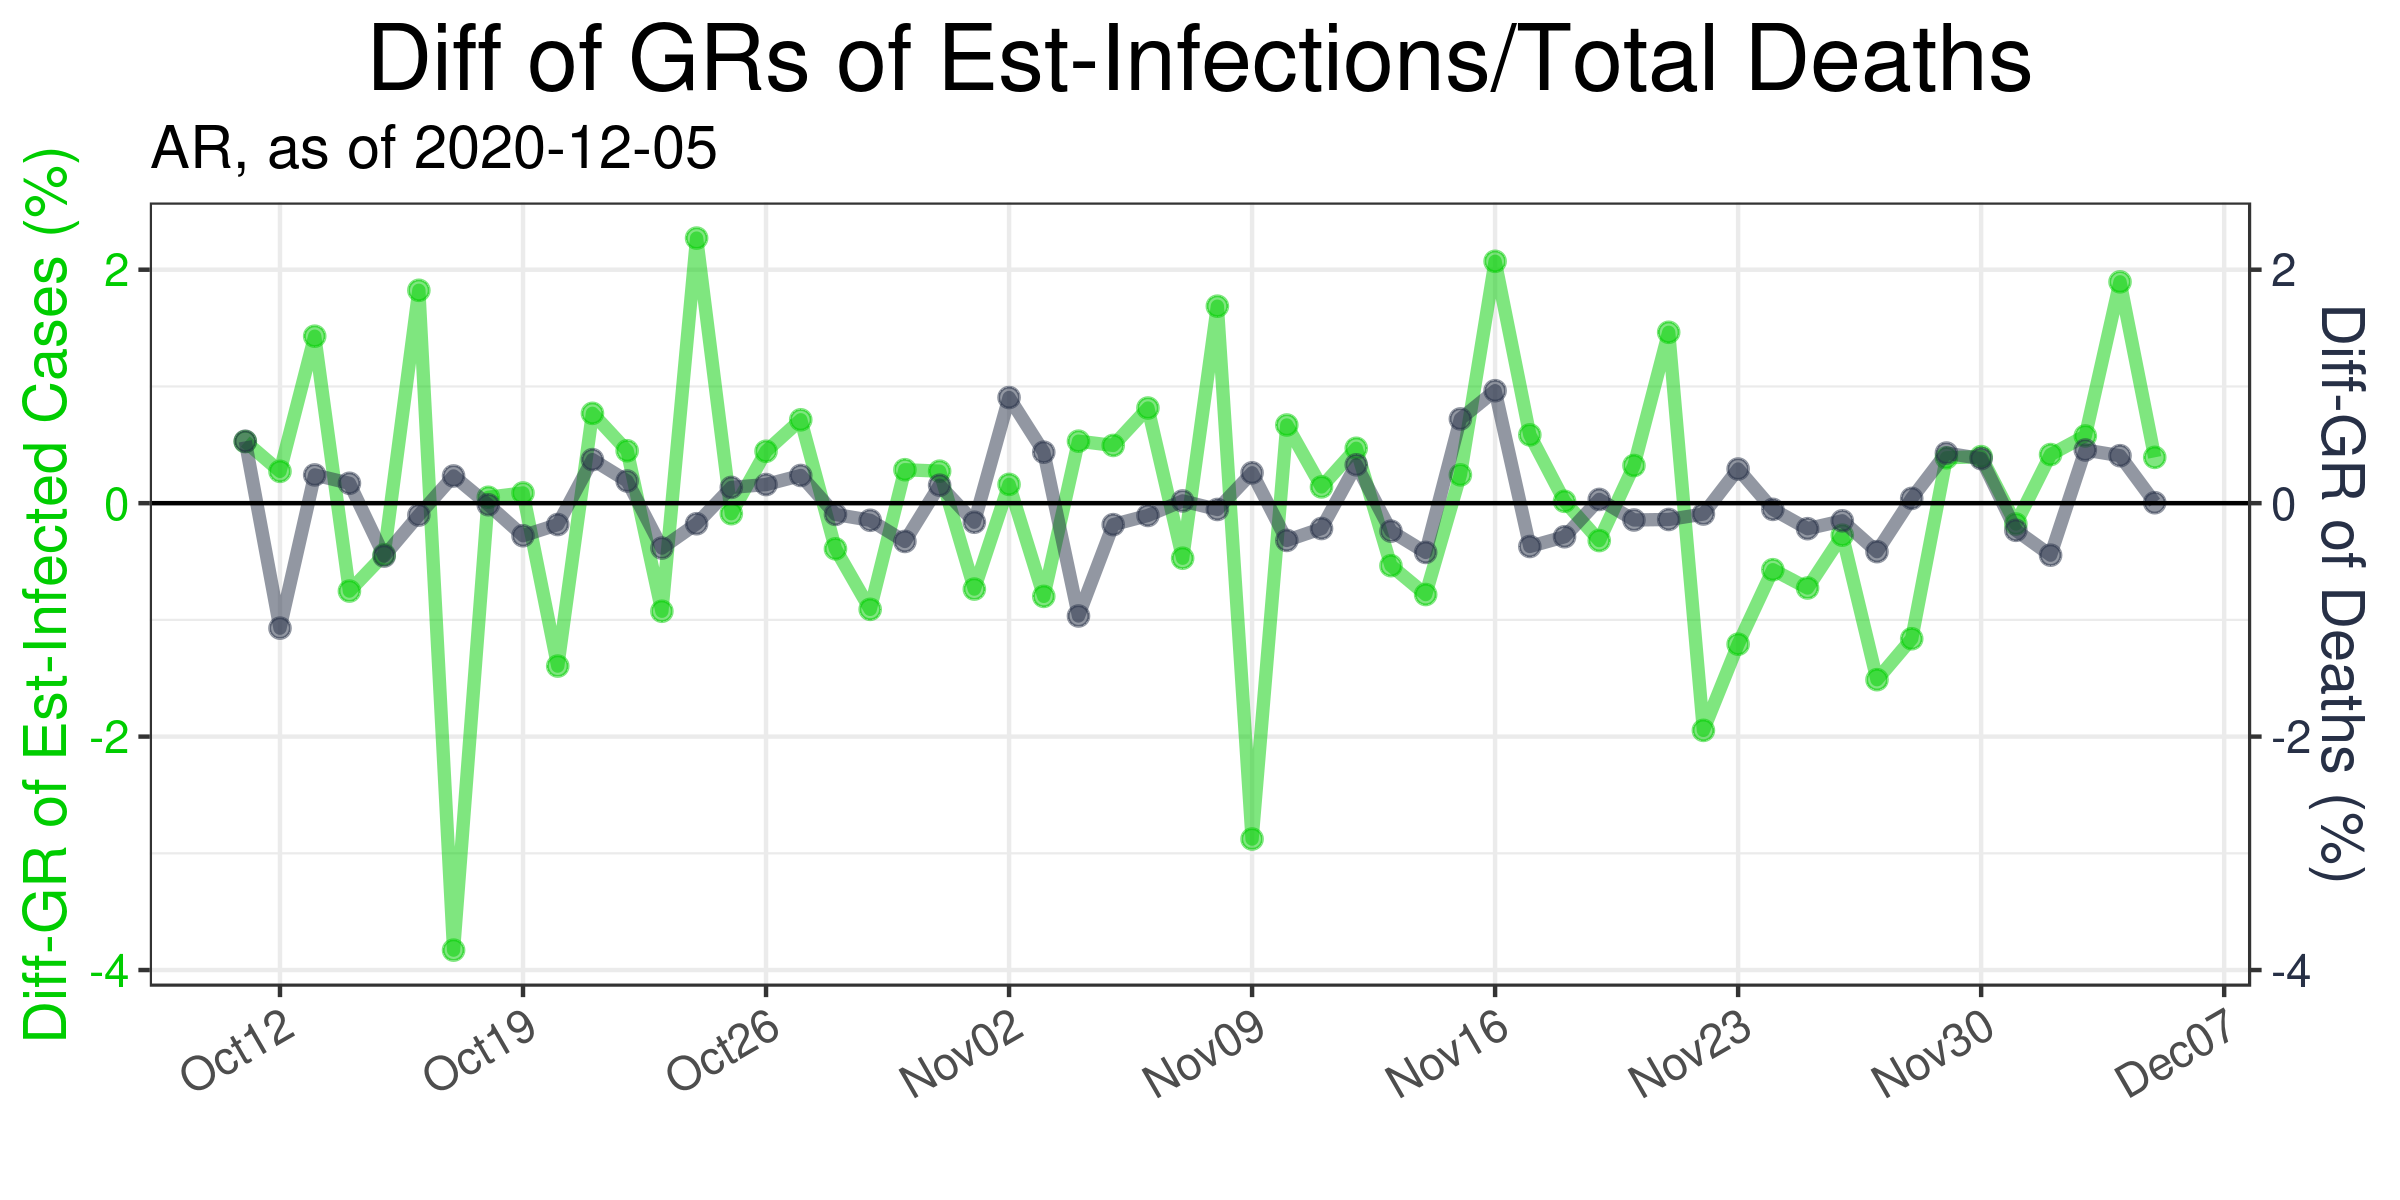 Diff of GRs of Est-Infections/Total Deaths
AR, as of 2020-12-05
Diff-GR of Est-Infected Cases (%)
2
0
-2
-4
2
0
-2
-4
Diff-GR of Deaths (%)
Oct12
Oct19
Oct26
Nov02
Nov09
Nov16
Nov23
Nov30
Dec07